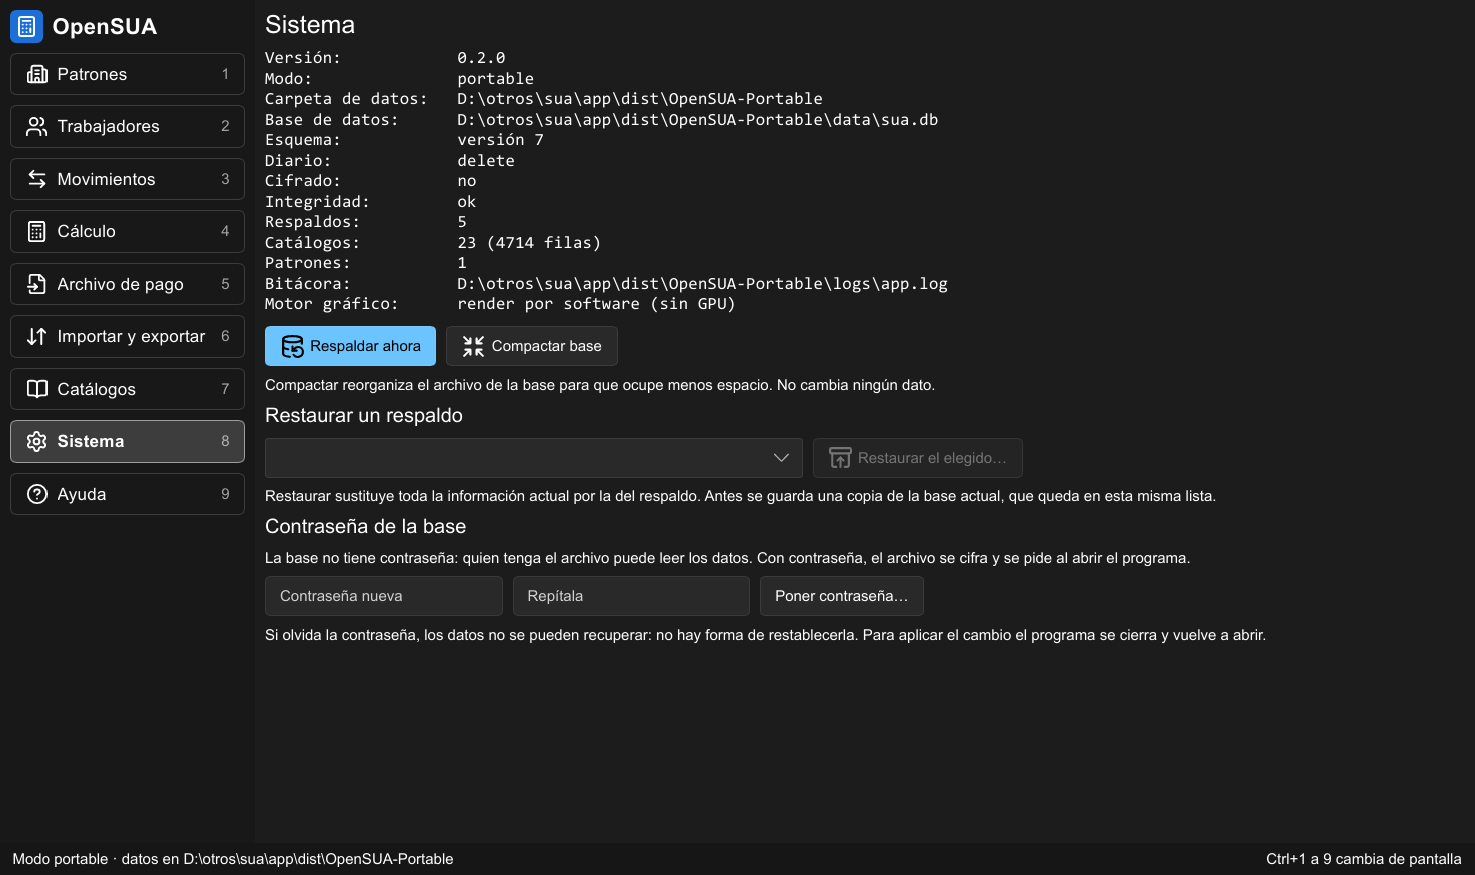 OpenSUA
Patrones 1
Trabajadores 2
Movimientos 3
Cálculo 4
Archivo de pago 5
Importar y exportar 6
Catálogos 7
Sistema 8
Ayuda 9
Sistema
Versión: 0.2.0
Modo: portable
Carpeta de datos: D:\otros\sua\app\dist\OpenSUA-Portable
Base de datos: D:\otros\sua\app\dist\OpenSUA-Portable\data\sua.db
Esquema: versión 7
Diario: delete
Cifrado: no
Integridad: ok
Respaldos: 5
Catálogos: 23 (4714 filas)
Patrones: 1
Bitácora: D:\otros\sua\app\dist\OpenSUA-Portable\logs\app.log
Motor gráfico: render por software (sin GPU)
Respaldar ahora Compactar base
Compactar reorganiza el archivo de la base para que ocupe menos espacio. No cambia ningún dato.
Restaurar un respaldo
Restaurar el elegido…
Restaurar sustituye toda la información actual por la del respaldo. Antes se guarda una copia de la base actual, que queda en esta misma lista.
Contraseña de la base
La base no tiene contraseña: quien tenga el archivo puede leer los datos. Con contraseña, el archivo se cifra y se pide al abrir el programa.
Contraseña nueva Repítala Poner contraseña…
Si olvida la contraseña, los datos no se pueden recuperar: no hay forma de restablecerla. Para aplicar el cambio el programa se cierra y vuelve a abrir.
Modo portable · datos en D:\otros\sua\app\dist\OpenSUA-Portable Ctrl+1 a 9 cambia de pantalla